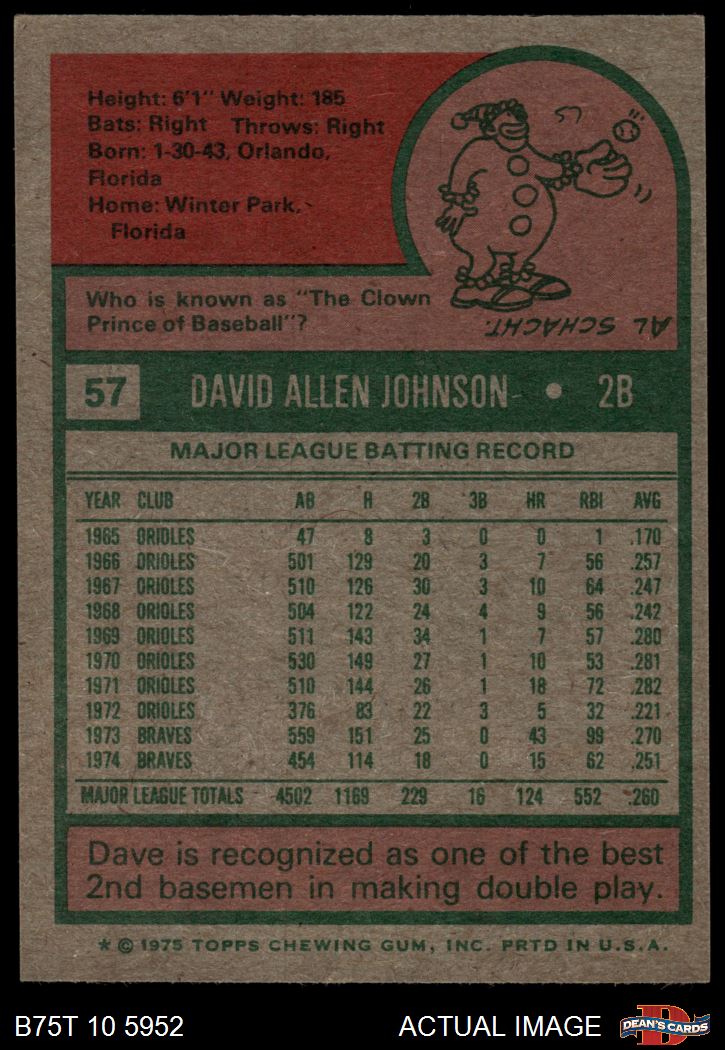 Height: 6'1" Weight: 185
Bats: Right Throws: Right
Born: 1-30-43, Orlando,
Florida
Home: Winter Park,
Florida
Who is known as "The Clown
Prince of Baseball"?
AL SCHACHT.
57 DAVID ALLEN JOHNSON • 2B
MAJOR LEAGUE BATTING RECORD
YEAR CLUB AB H 2B 3B HR RBI AVG
1965 ORIOLES 47 8 3 0 0 1 .170
1966 ORIOLES 501 129 20 3 7 56 .257
1967 ORIOLES 510 126 30 3 10 64 .247
1968 ORIOLES 504 122 24 4 9 56 .242
1969 ORIOLES 511 143 34 1 7 57 .280
1970 ORIOLES 530 149 27 1 10 53 .281
1971 ORIOLES 510 144 26 1 18 72 .282
1972 ORIOLES 376 83 22 3 5 32 .221
1973 BRAVES 559 151 25 0 43 99 .270
1974 BRAVES 454 114 18 0 15 62 .251
MAJOR LEAGUE TOTALS 4502 1169 229 16 124 552 .260
Dave is recognized as one of the best
2nd basemen in making double play.
* © 1975 TOPPS CHEWING GUM, INC. PRTD IN U.S.A.
B75T 10 5952 ACTUAL IMAGE
D
DEAN'S CARDS